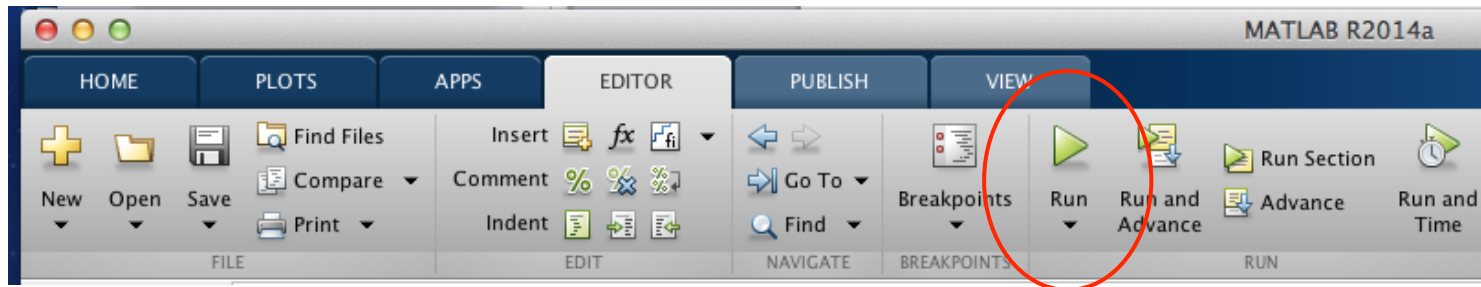 MATLAB R2014a
HOME PLOTS APPS EDITOR PUBLISH VIEW
New Open Save
Find Files
Compare
Print
FILE
Insert fx fi
Comment % % %
Indent
EDIT
Go To
Find
NAVIGATE
Breakpoints
BREAKPOINTS
Run
Run and
Advance
Run Section
Advance
Run and
Time
RUN